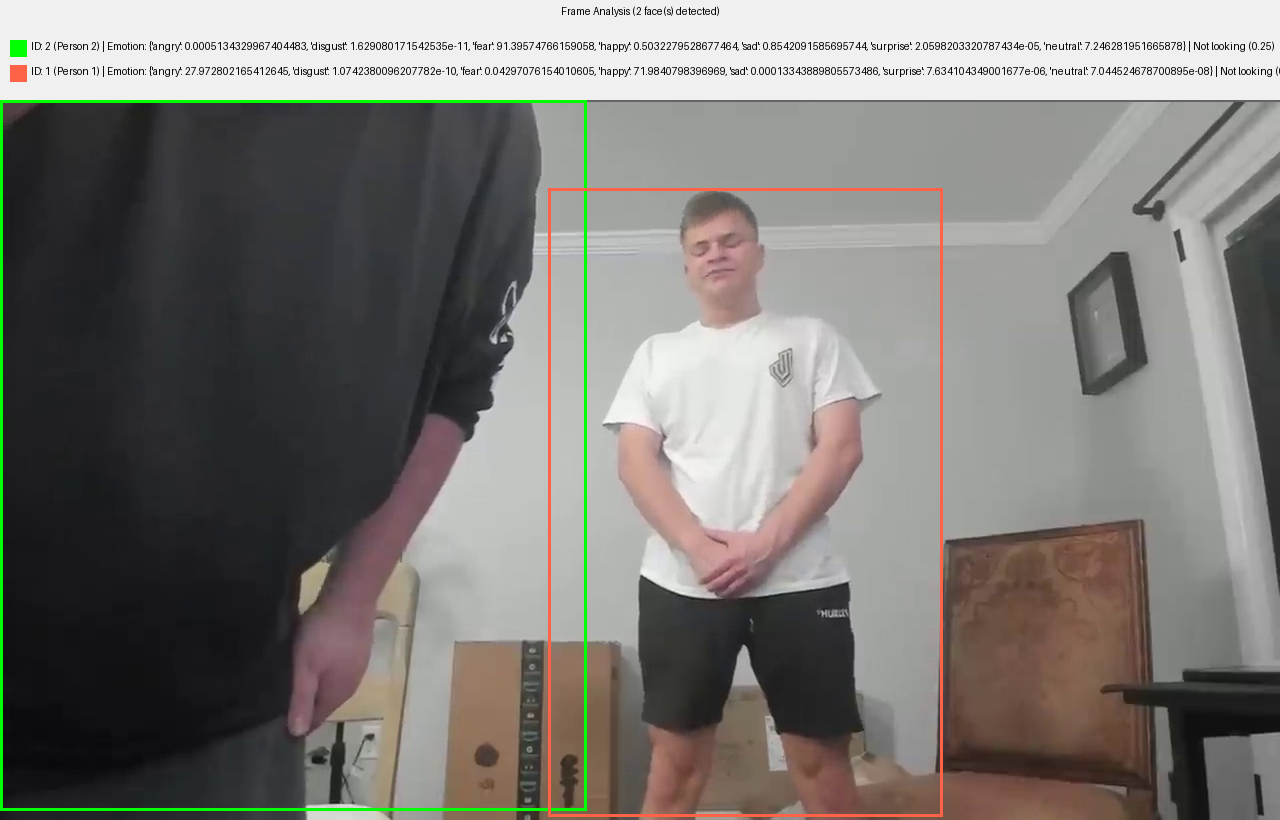 Frame Analysis (2 face(s) detected)
ID: 2 (Person 2) | Emotion: {'angry': 0.0005134329967404483, 'disgust': 1.6290801715425​35e-11, 'fear': 91.39574766159058, 'happy': 0.5032279528677464, 'sad': 0.8542091585695744, 'surprise': 2.0598203320787434e-05, 'neutral': 7.246281951665878} | Not looking (0.25)
ID: 1 (Person 1) | Emotion: {'angry': 27.972802165412645, 'disgust': 1.0742380096207782e-10, 'fear': 0.04297076154010605, 'happy': 71.9840798396969, 'sad': 0.00013343889805573486, 'surprise': 7.634104349001677e-06, 'neutral': 7.044524678700895e-08} | Not looking (
HURLEY